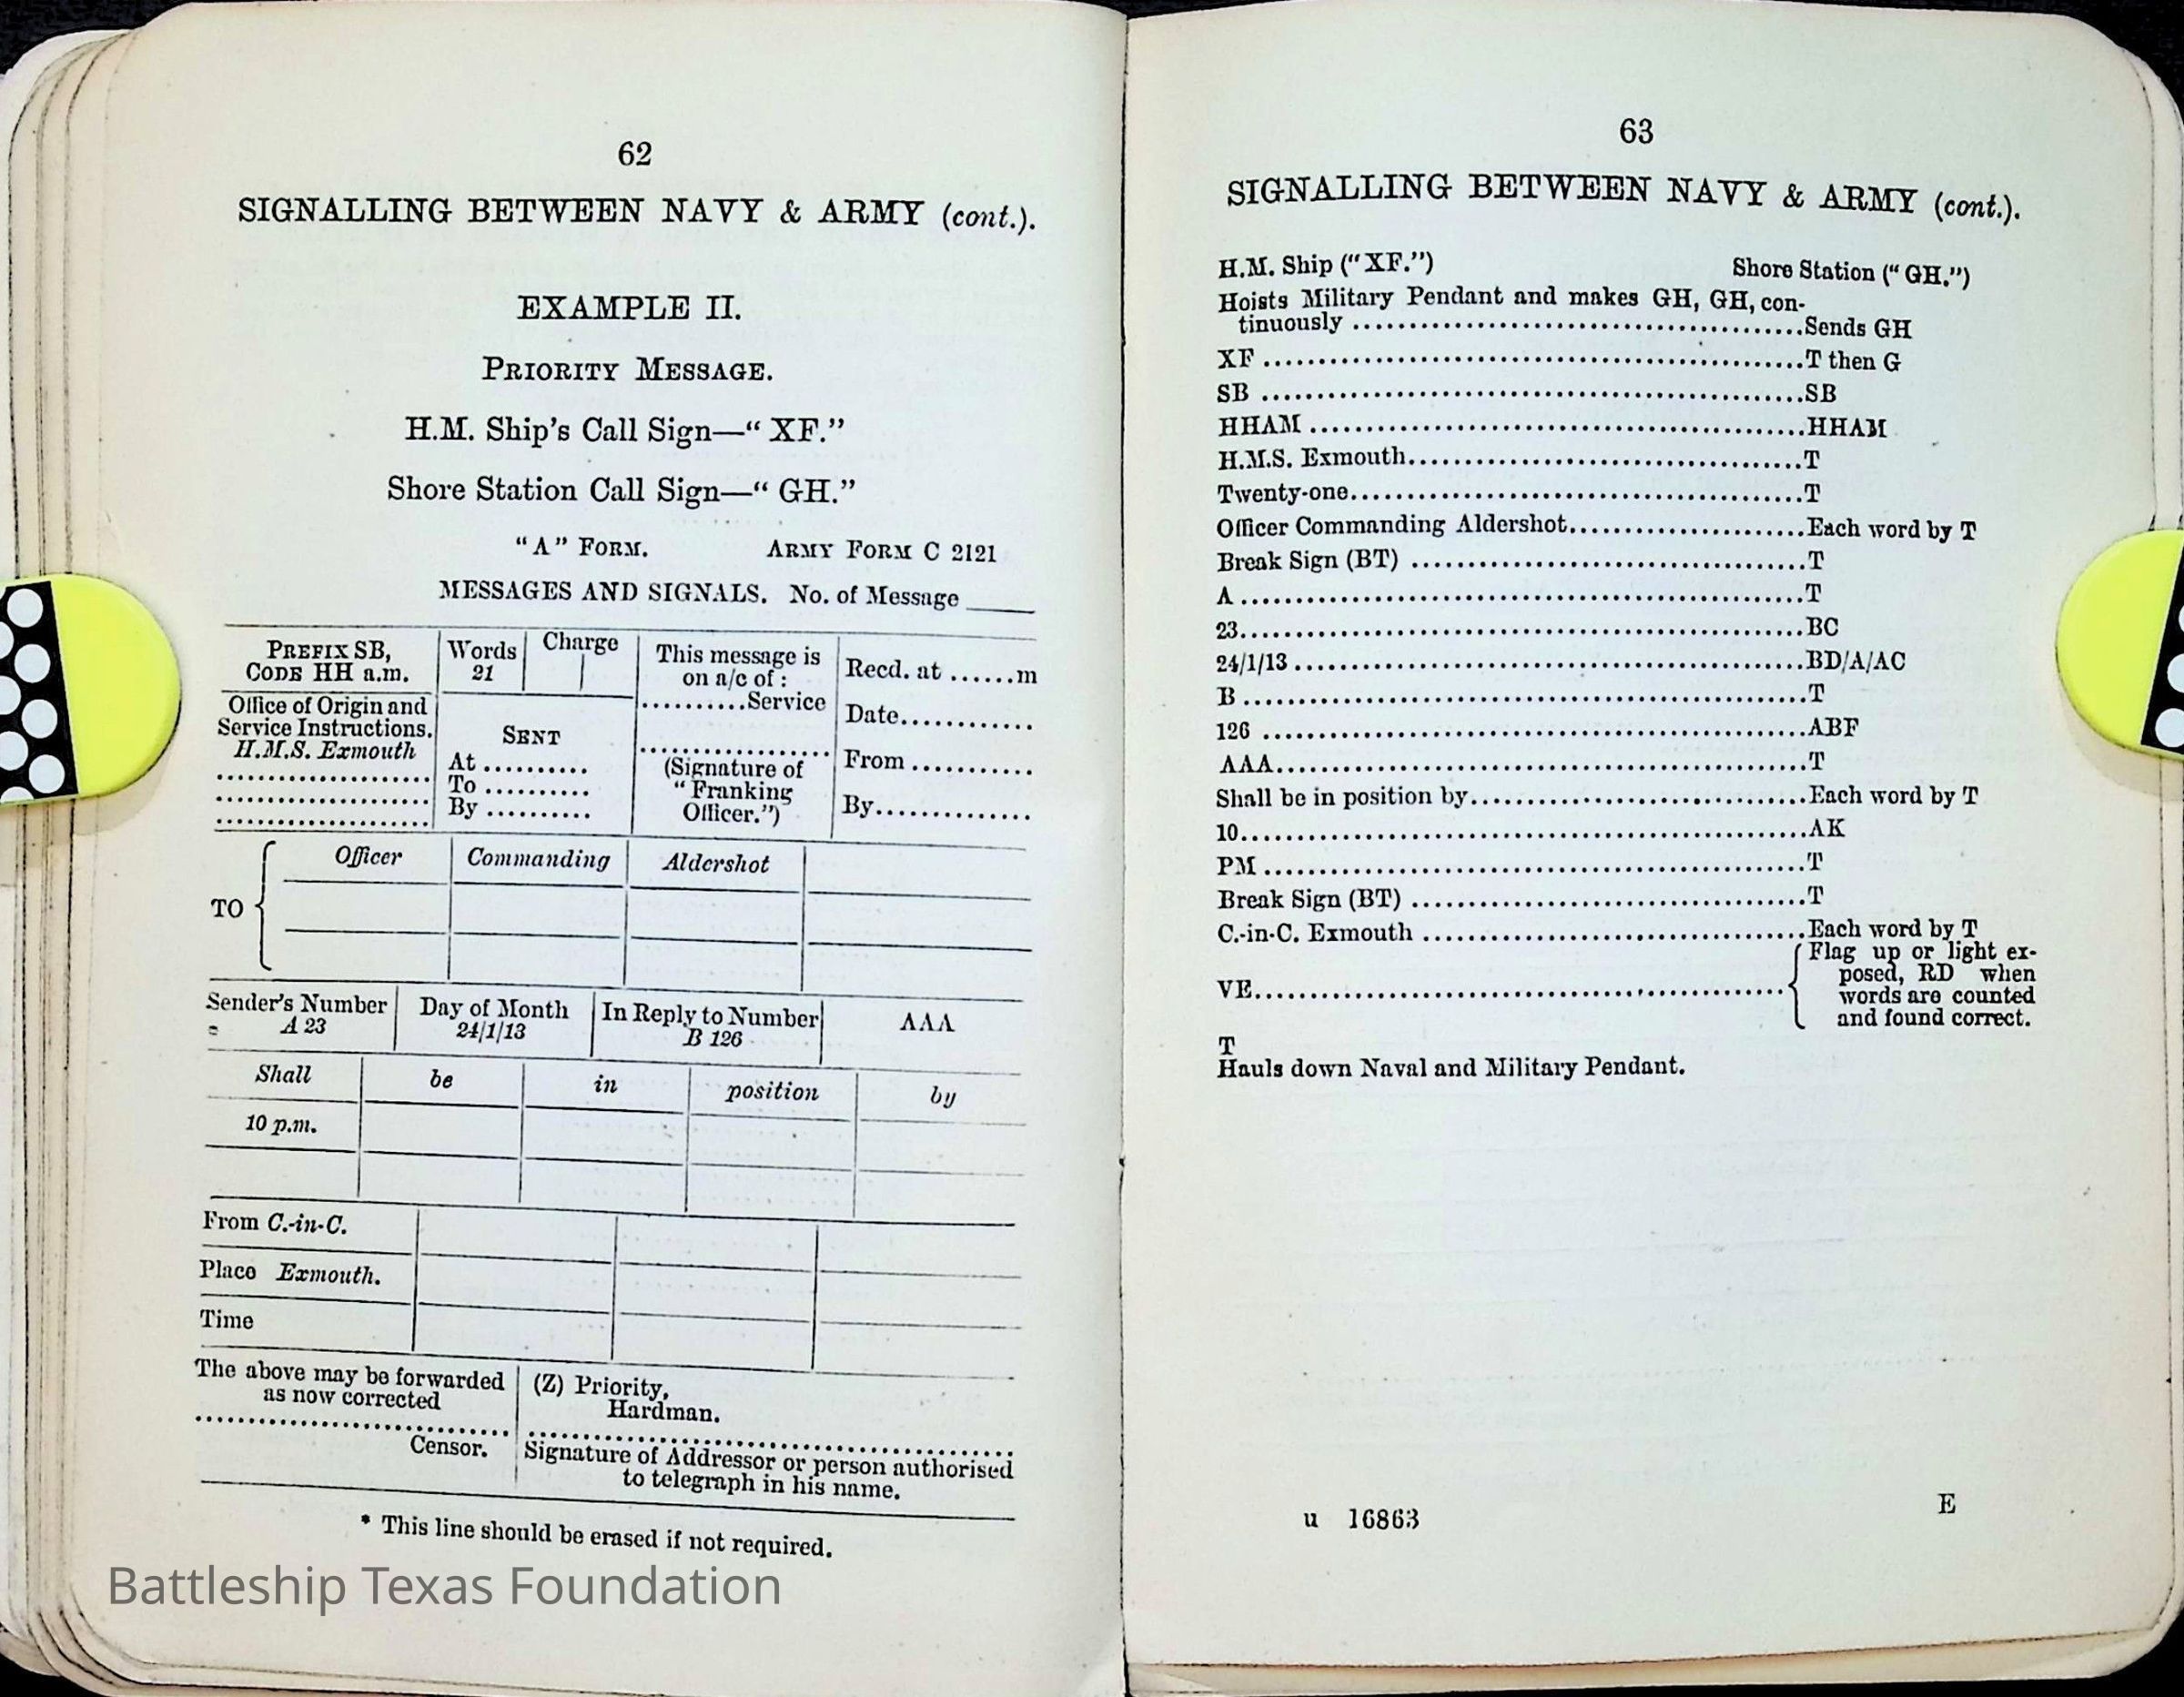 62
SIGNALLING BETWEEN NAVY & ARMY (cont.).
EXAMPLE II.
PRIORITY MESSAGE.
H.M. Ship's Call Sign—“ XF.”
Shore Station Call Sign—“ GH.”
“A” FORM. ARMY FORM C 2121
MESSAGES AND SIGNALS. No. of Message ______
PREFIX SB,
CODE HH a.m.
Words
21
Charge
This message is
on a/c of :
..........Service
(Signature of
“Franking
Officer.”)
Recd. at ......m
Date............
From ...........
By..............
Office of Origin and
Service Instructions.
H.M.S. Exmouth
SENT
At ..........
To ..........
By ..........
TO
Officer Commanding Aldershot
Sender's Number
A 23
Day of Month
24/1/13
In Reply to Number
B 126
AAA
Shall be in position by
10 p.m.
From C.-in-C.
Place Exmouth.
Time
The above may be forwarded
as now corrected
Censor.
(Z) Priority,
Hardman.
Signature of Addressor or person authorised
to telegraph in his name.
* This line should be erased if not required.
Battleship Texas Foundation
63
SIGNALLING BETWEEN NAVY & ARMY (cont.).
H.M. Ship (“XF.”) Shore Station (“ GH.”)
Hoists Military Pendant and makes GH, GH, con-
tinuously ........................................Sends GH
XF ........................................T then G
SB ........................................SB
HHAM ........................................HHAM
H.M.S. Exmouth........................................T
Twenty-one........................................T
Officer Commanding Aldershot........................Each word by T
Break Sign (BT) ........................................T
A ........................................T
23........................................BC
24/1/13 ........................................BD/A/AC
B ........................................T
126 ........................................ABF
AAA........................................T
Shall be in position by..............................Each word by T
10........................................AK
PM ........................................T
Break Sign (BT) ........................................T
C.-in-C. Exmouth ..............................Each word by T
VE........................................Flag up or light ex-
posed, RD when
words are counted
and found correct.
T
Hauls down Naval and Military Pendant.
u 16863 E